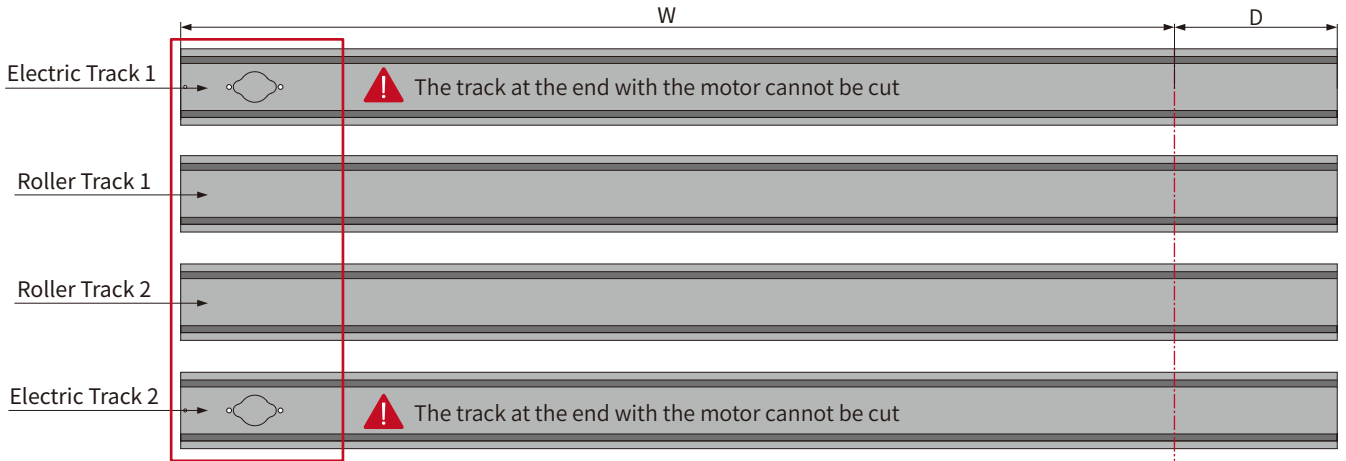 W
D
Electric Track 1
The track at the end with the motor cannot be cut
Roller Track 1
Roller Track 2
Electric Track 2
The track at the end with the motor cannot be cut